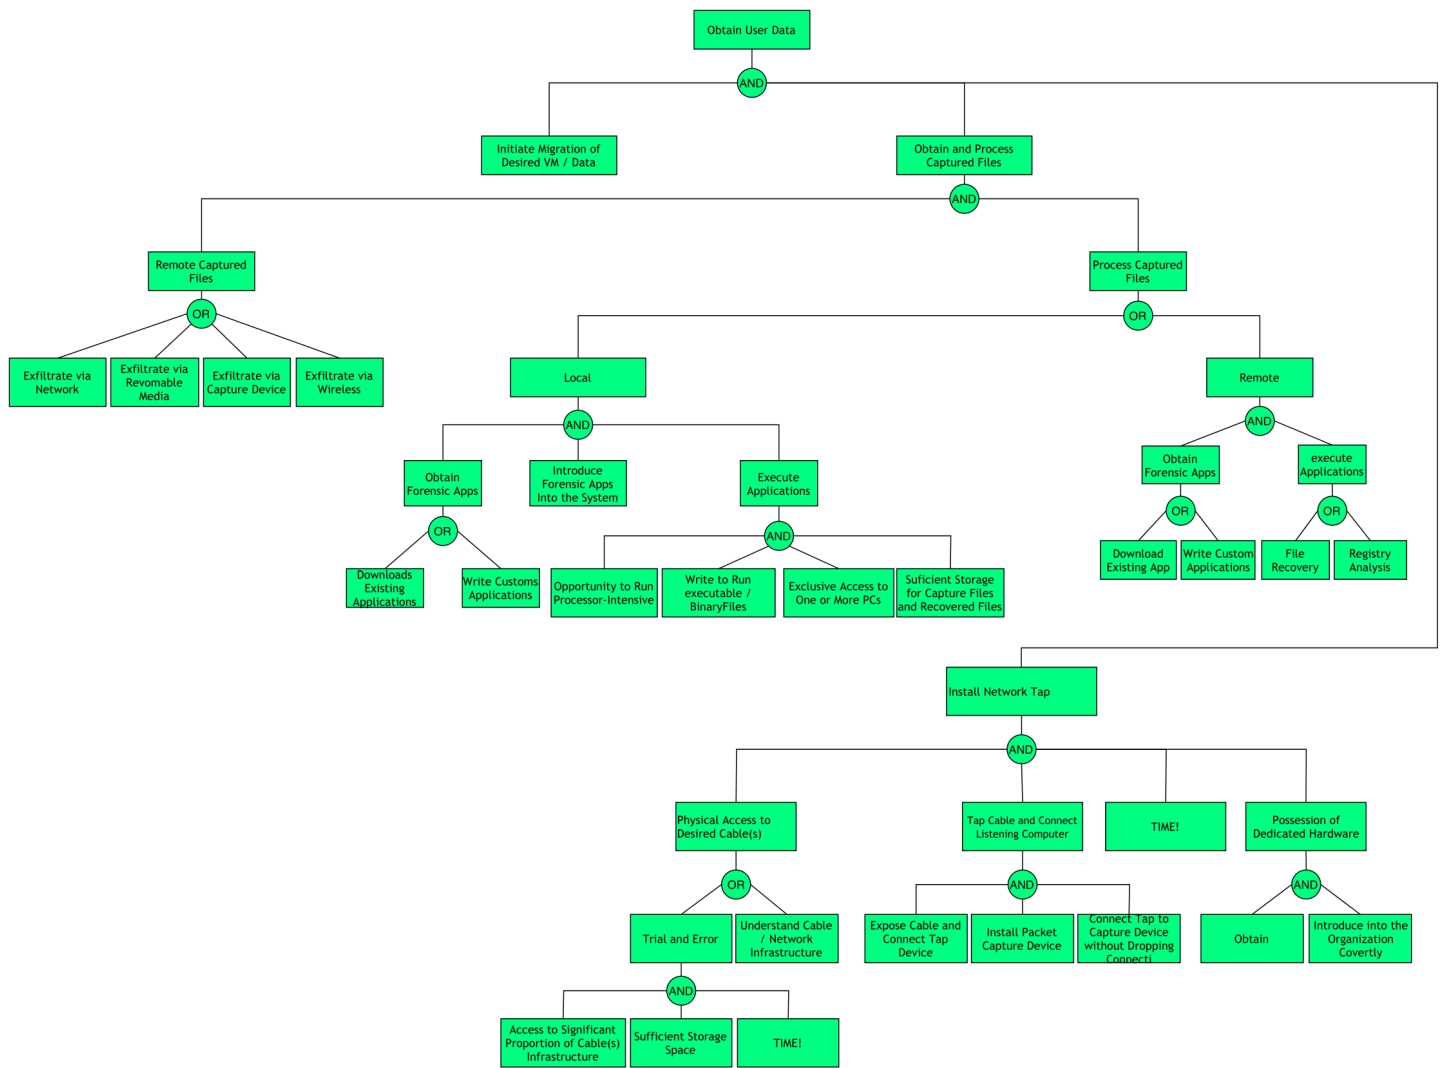 Obtain User Data
AND
Initiate Migration of
Desired VM / Data
Obtain and Process
Captured Files
AND
Remote Captured
Files
Process Captured
Files
OR
OR
Exfiltrate via
Network
Exfiltrate via
Revomable
Media
Exfiltrate via
Capture Device
Exfiltrate via
Wireless
Local
Remote
AND
AND
Obtain
Forensic Apps
Introduce
Forensic Apps
Into the System
Execute
Applications
Obtain
Forensic Apps
execute
Applications
OR
AND
OR
OR
Downloads
Existing
Applications
Write Customs
Applications
Opportunity to Run
Processor-Intensive
Write to Run
executable /
BinaryFiles
Exclusive Access to
One or More PCs
Suficient Storage
for Capture Files
and Recovered Files
Download
Existing App
Write Custom
Applications
File
Recovery
Registry
Analysis
Install Network Tap
AND
Physical Access to
Desired Cable(s)
Tap Cable and Connect
Listening Computer
TIME!
Possession of
Dedicated Hardware
OR
AND
AND
Trial and Error
Understand Cable
/ Network
Infrastructure
Expose Cable and
Connect Tap
Device
Install Packet
Capture Device
Connect Tap to
Capture Device
without Dropping
Connecti
Obtain
Introduce into the
Organization
Covertly
AND
Access to Significant
Proportion of Cable(s)
Infrastructure
Sufficient Storage
Space
TIME!